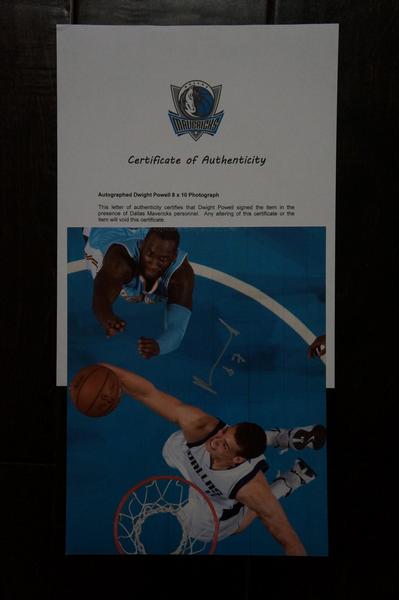 MAVERICKS
Certificate of Authenticity
Autographed Dwight Powell 8 x 10 Photograph
This letter of authenticity certifies that Dwight Powell signed the item in the
presence of Dallas Mavericks personnel. Any altering of this certificate or the
item will void this certificate.
DALLAS